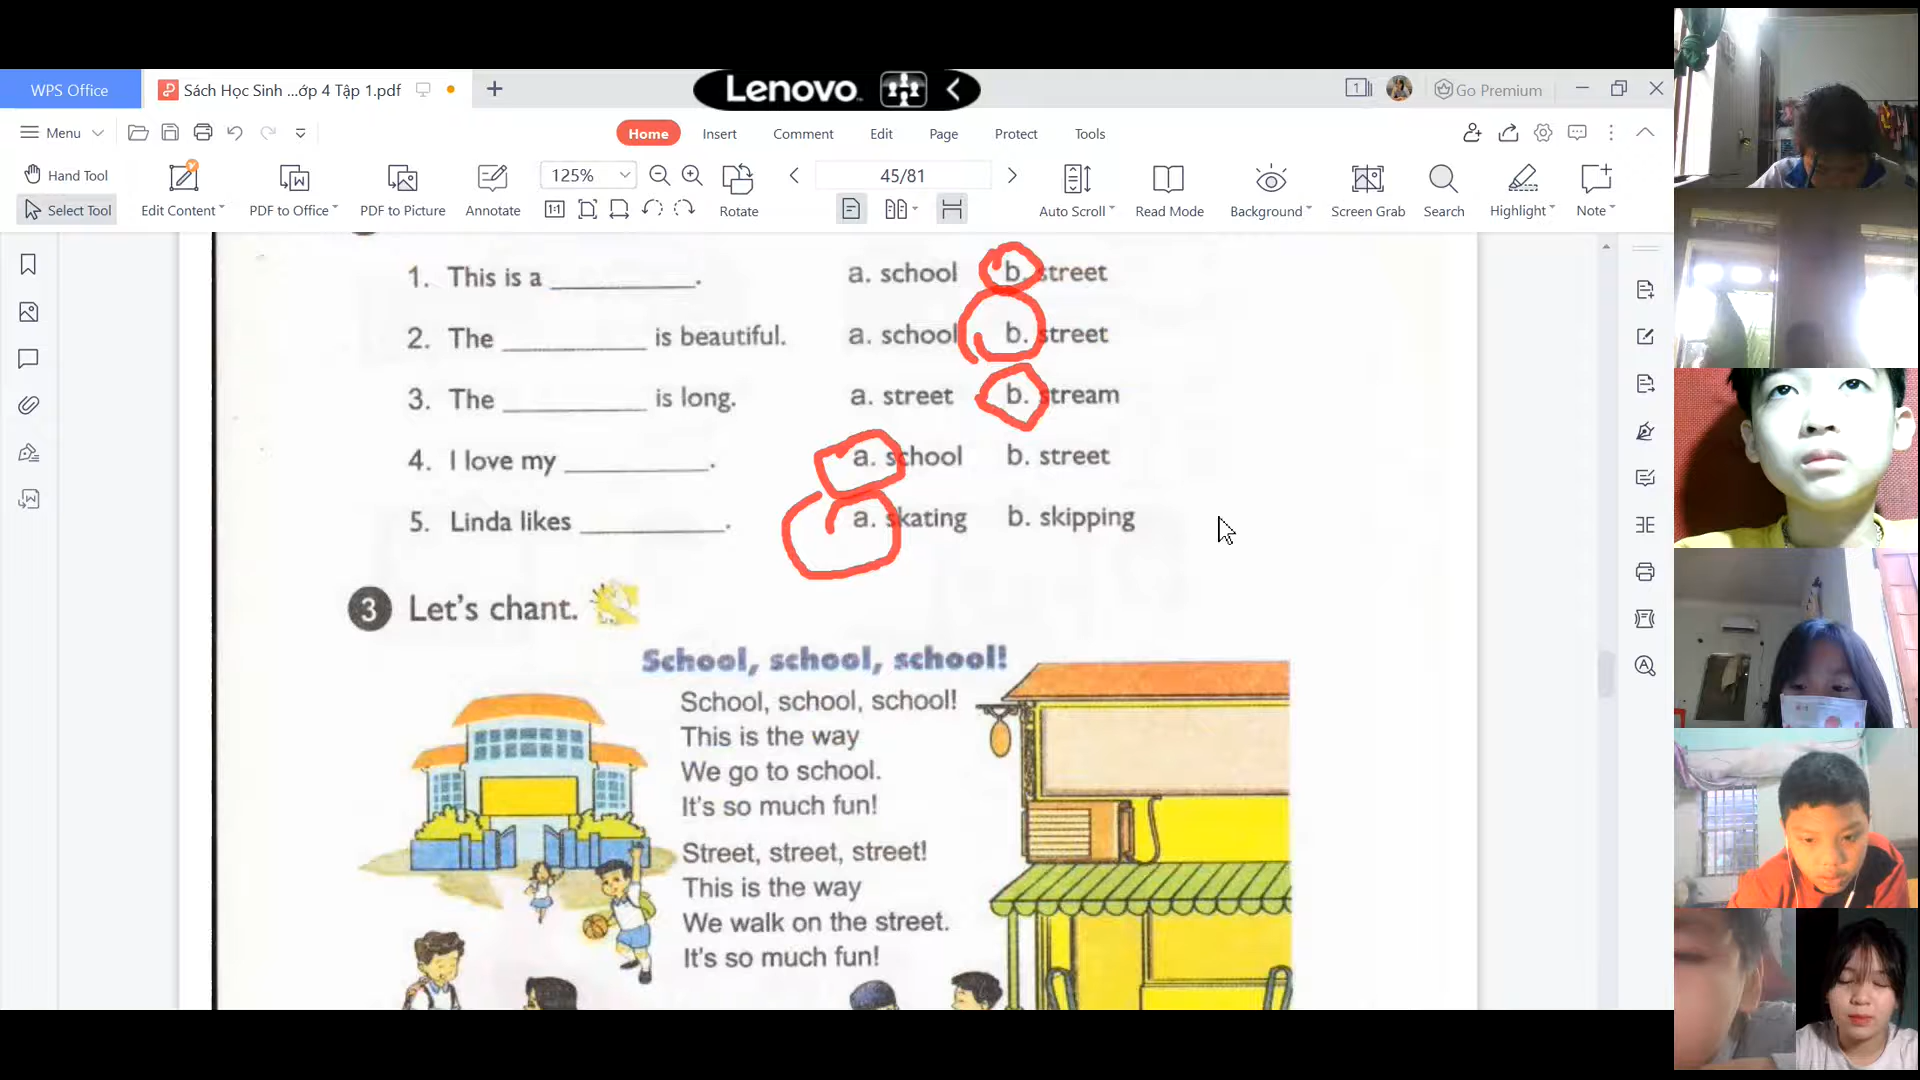 Lenovo
WPS Office
Sách Học Sinh ...ớp 4 Tập 1.pdf
Go Premium
Menu
Home
Insert
Comment
Edit
Page
Protect
Tools
Hand Tool
Select Tool
Edit Content
PDF to Office
PDF to Picture
Annotate
125%
Rotate
45/81
Auto Scroll
Read Mode
Background
Screen Grab
Search
Highlight
Note
1. This is a __________. a. school b. street
2. The __________ is beautiful. a. school b. street
3. The __________ is long. a. street b. stream
4. I love my __________. a. school b. street
5. Linda likes __________. a. skating b. skipping
3 Let's chant.
School, school, school!
School, school, school!
This is the way
We go to school.
It's so much fun!
Street, street, street!
This is the way
We walk on the street.
It's so much fun!